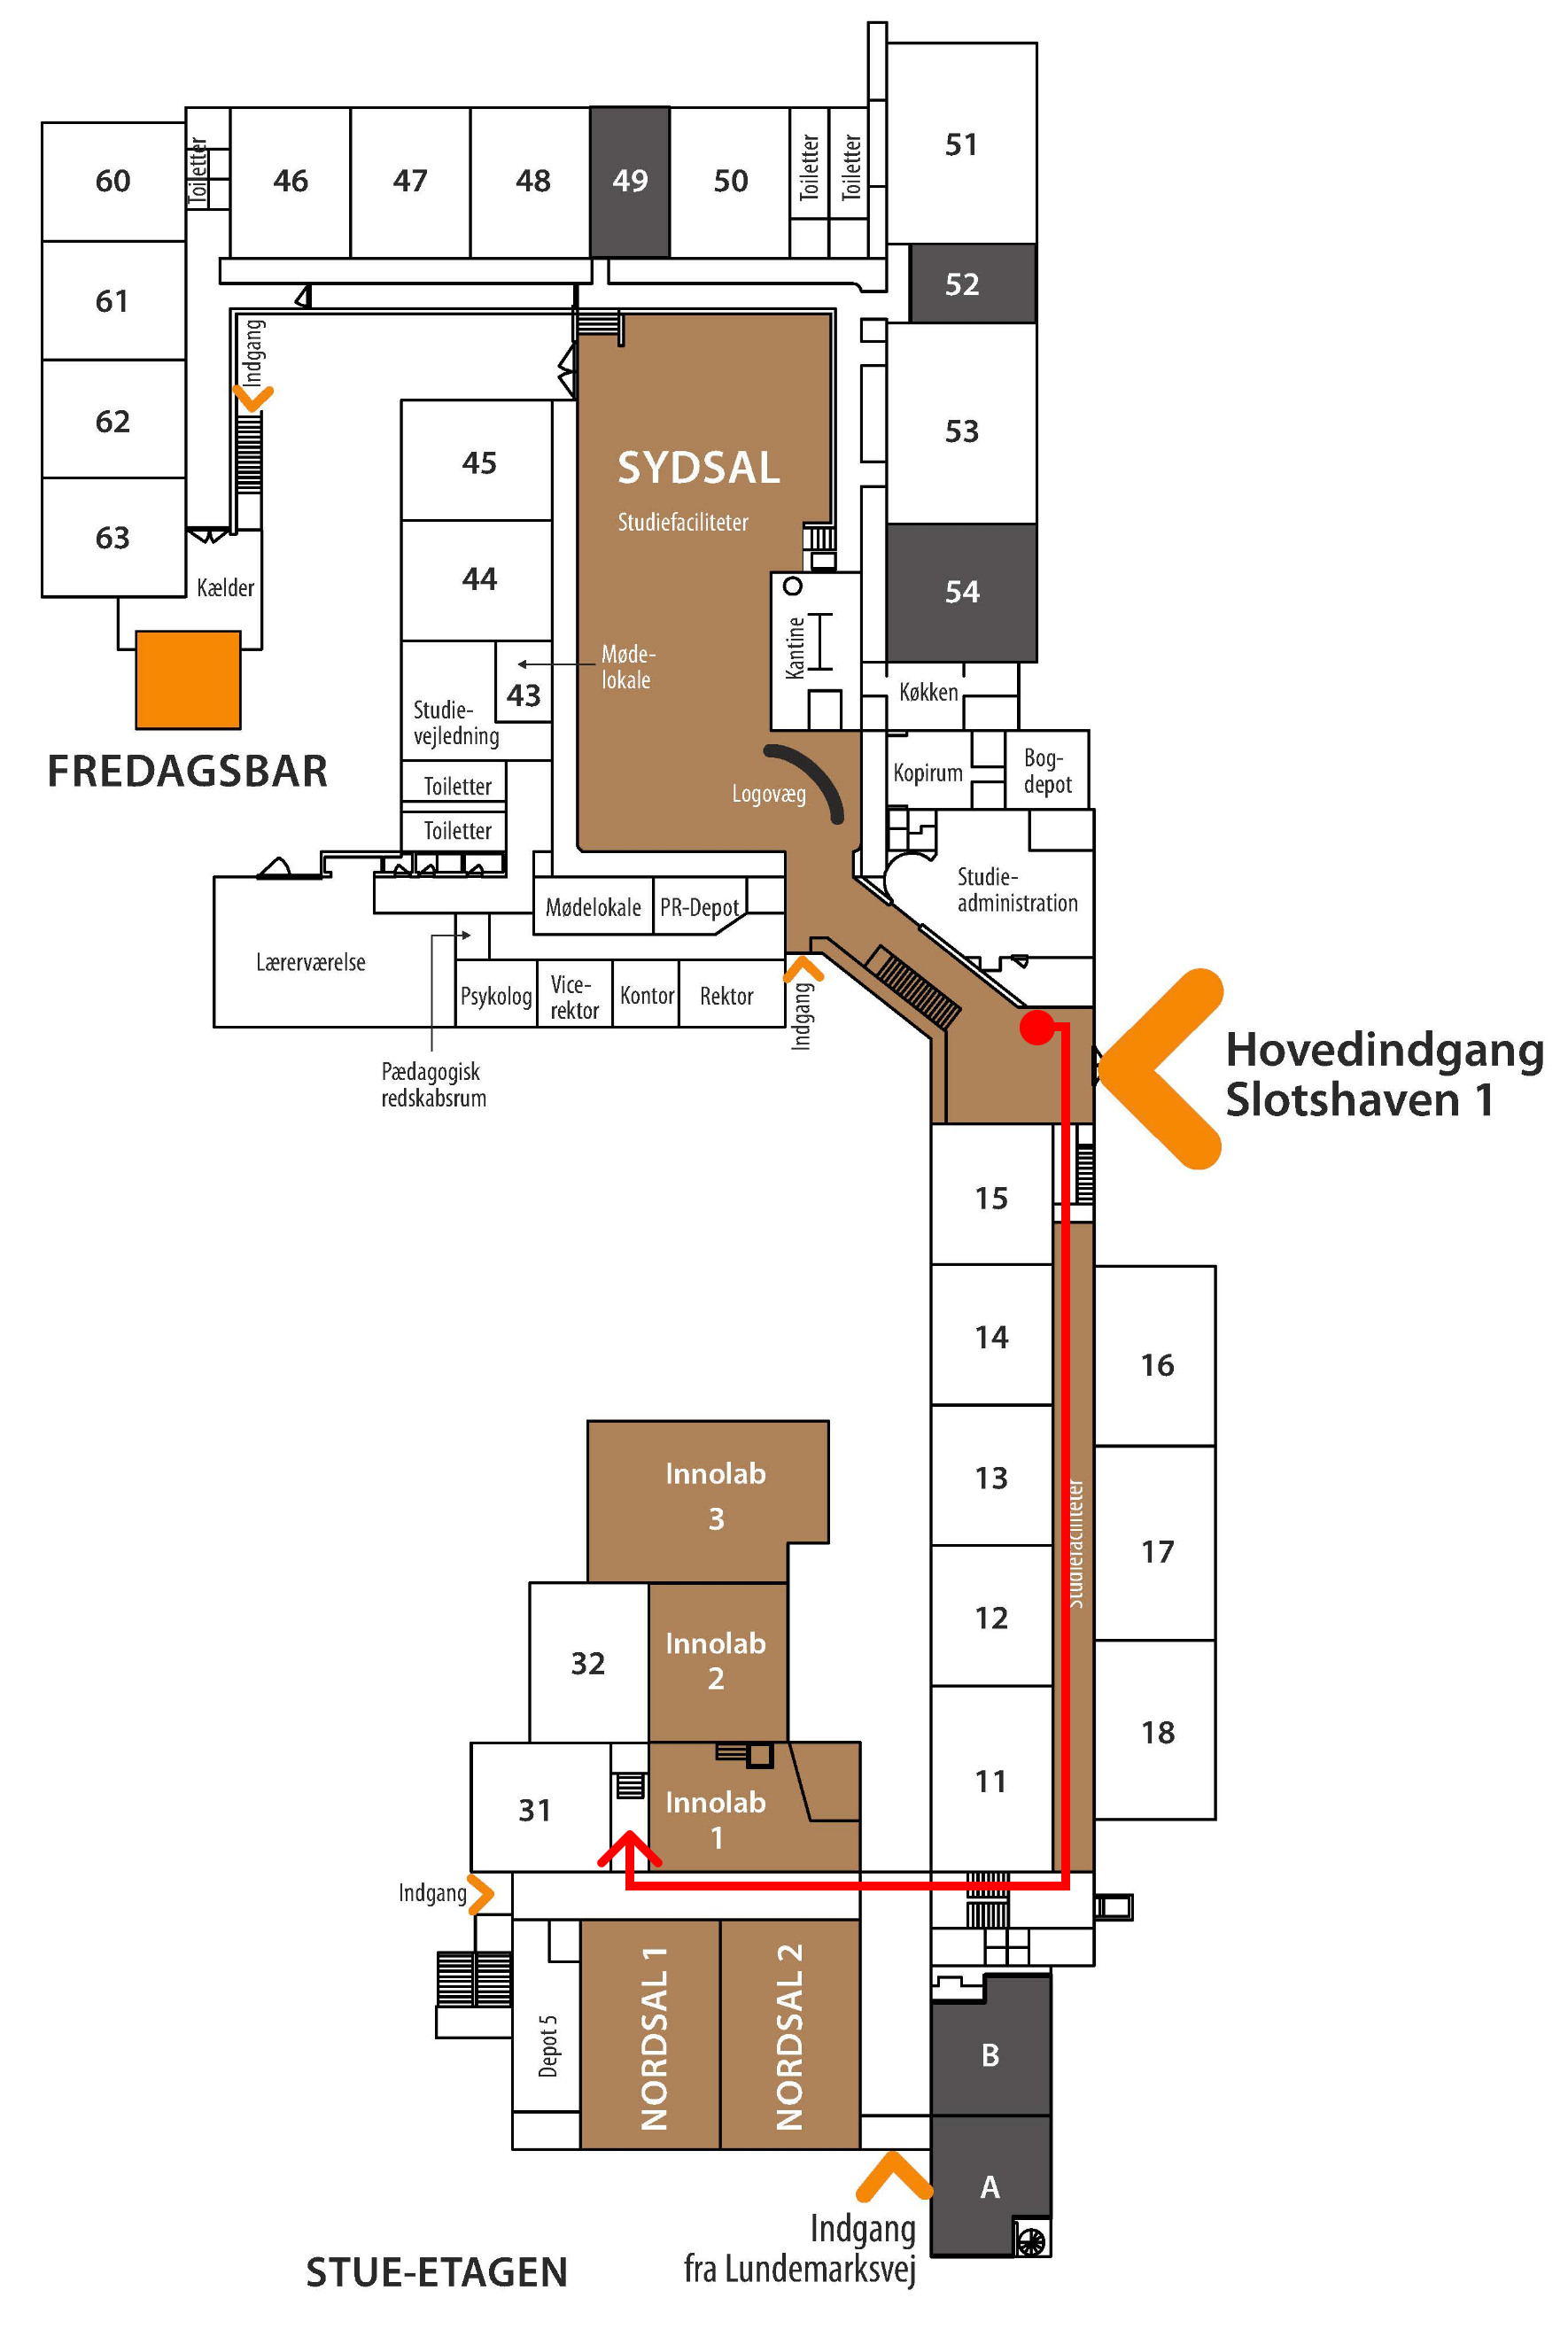 51
60
Toiletter
46
47
48
49
50
Toiletter
Toiletter
52
61
Indgang
62
53
45
SYDSAL
Studiefaciliteter
63
44
54
Kælder
Kantine
Møde-
lokale
43
Køkken
Studie-
vejledning
FREDAGSBAR
Toiletter
Logovæg
Kopirum
Bog-
depot
Toiletter
Studie-
administration
Mødelokale
PR-Depot
Lærerværelse
Psykolog
Vice-
rektor
Kontor
Rektor
Indgang
Pædagogisk
redskabsrum
Hovedindgang
Slotshaven 1
15
14
16
Innolab
3
13
Studiefaciliteter
17
12
32
Innolab
2
18
11
31
Innolab
1
Indgang
NORDSAL 1
NORDSAL 2
Depot 5
B
A
Indgang
fra Lundemarksvej
STUE-ETAGEN